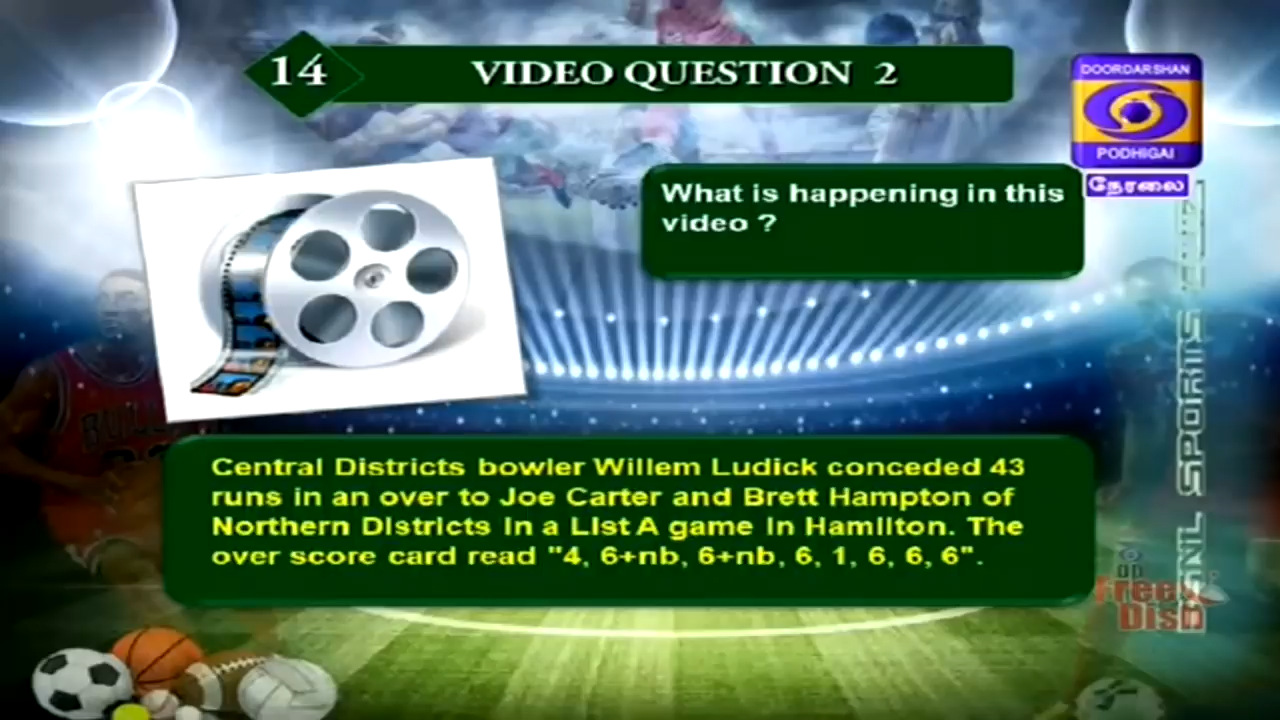 14 VIDEO QUESTION 2
DOORDARSHAN
PODHIGAI
நேரலை
What is happening in this
video ?
BULL
Central Districts bowler Willem Ludick conceded 43
runs in an over to Joe Carter and Brett Hampton of
Northern Districts in a List A game in Hamilton. The
over score card read "4, 6+nb, 6+nb, 6, 1, 6, 6, 6".
SPORTS
Free
Dish